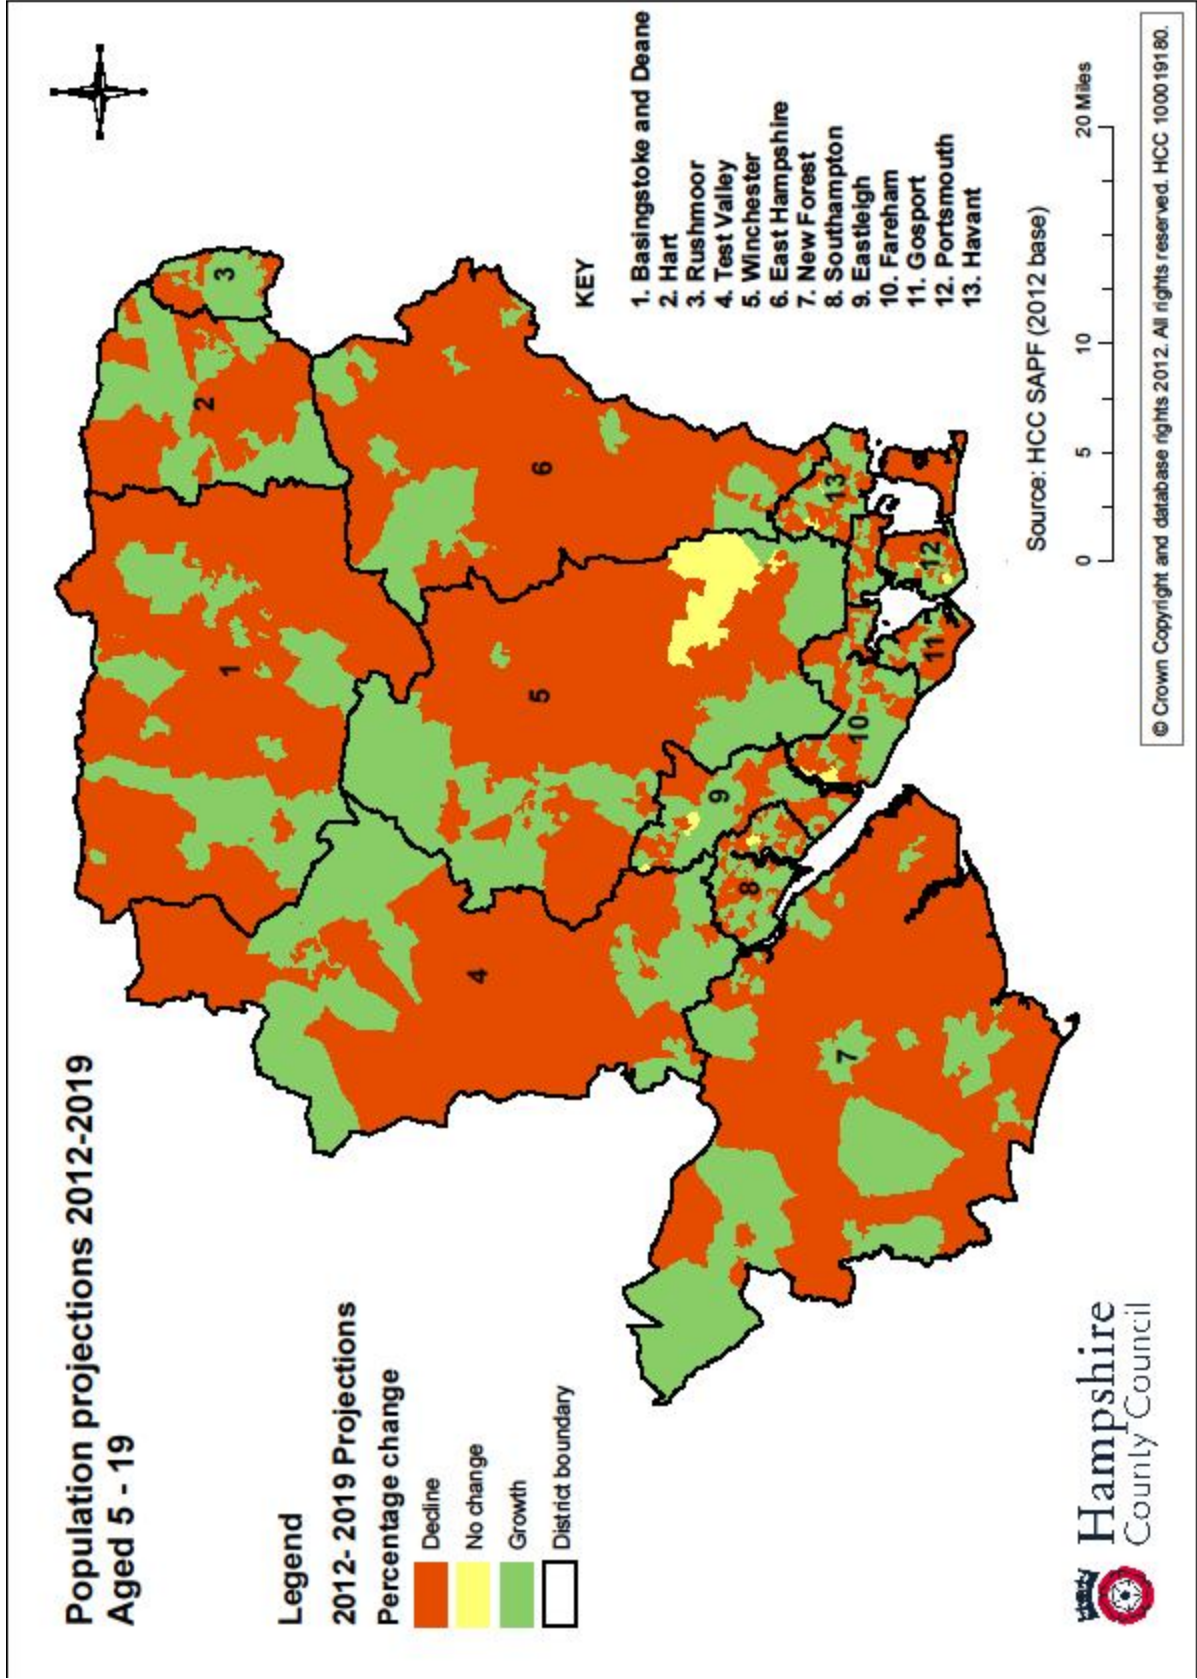 Population projections 2012-2019
Aged 5 - 19
Legend
2012- 2019 Projections
Percentage change
Decline
No change
Growth
District boundary
1
2
3
4
5
6
7
8
9
10
11
12
13
KEY
1. Basingstoke and Deane
2. Hart
3. Rushmoor
4. Test Valley
5. Winchester
6. East Hampshire
7. New Forest
8. Southampton
9. Eastleigh
10. Fareham
11. Gosport
12. Portsmouth
13. Havant
Source: HCC SAPF (2012 base)
0 5 10 20 Miles
Hampshire
County Council
© Crown Copyright and database rights 2012. All rights reserved. HCC 100019180.